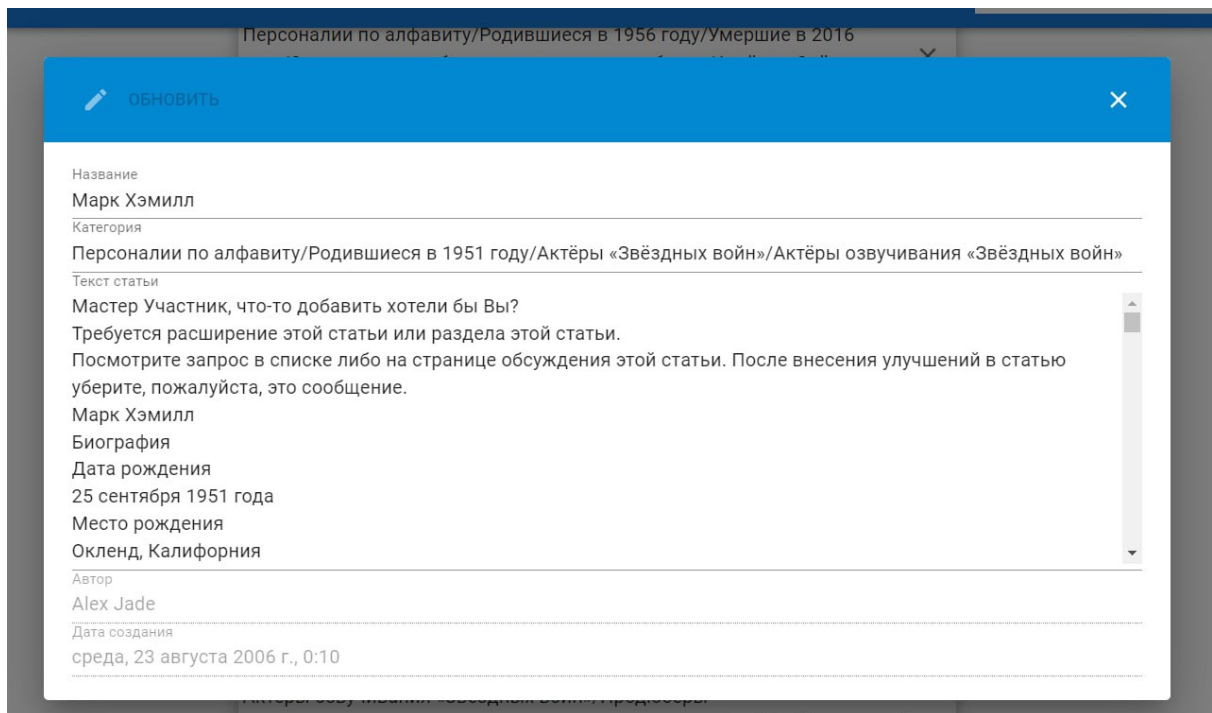 Персоналии по алфавиту/Родившиеся в 1956 году/Умершие в 2016
ОБНОВИТЬ
Название
Марк Хэмилл
Категория
Персоналии по алфавиту/Родившиеся в 1951 году/Актёры «Звёздных войн»/Актёры озвучивания «Звёздных войн»
Текст статьи
Мастер Участник, что-то добавить хотели бы Вы?
Требуется расширение этой статьи или раздела этой статьи.
Посмотрите запрос в списке либо на странице обсуждения этой статьи. После внесения улучшений в статью
уберите, пожалуйста, это сообщение.
Марк Хэмилл
Биография
Дата рождения
25 сентября 1951 года
Место рождения
Окленд, Калифорния
Автор
Alex Jade
Дата создания
среда, 23 августа 2006 г., 0:10